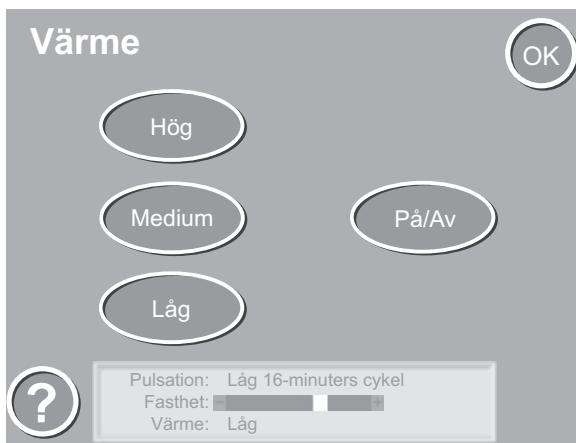 Värme
OK
Hög
Medium
På/Av
Låg
?
Pulsation: Låg 16-minuters cykel
Fasthet: - +
Värme: Låg